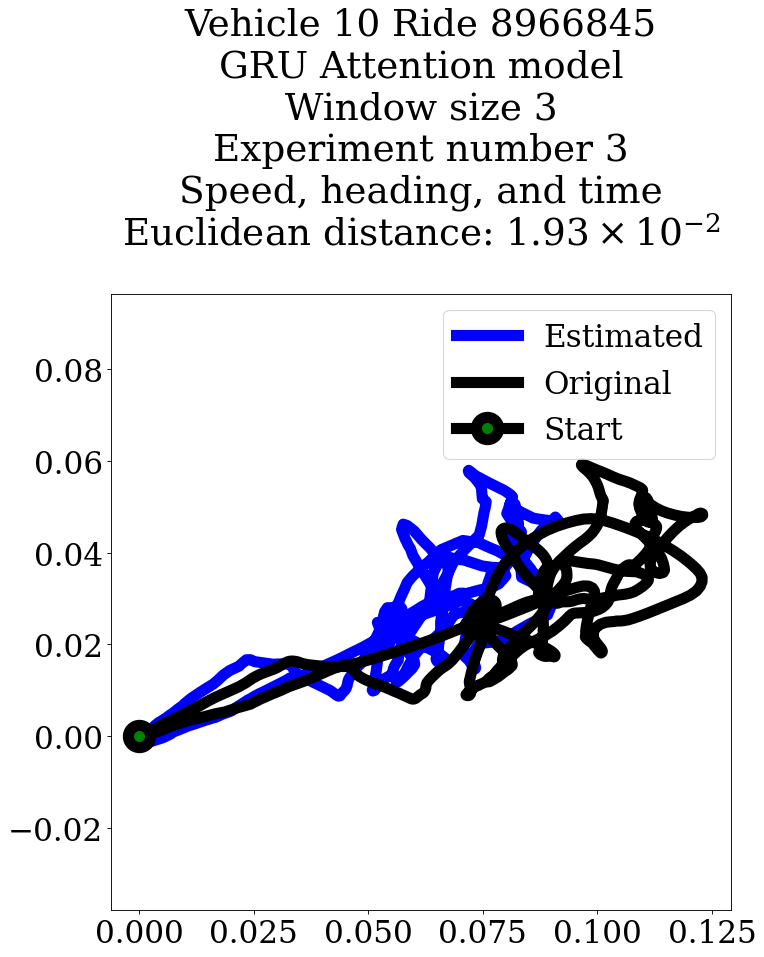 Vehicle 10 Ride 8966845
GRU Attention model
Window size 3
Experiment number 3
Speed, heading, and time
Euclidean distance: 1.93 × 10⁻²
Estimated
Original
Start
0.08
0.06
0.04
0.02
0.00
−0.02
0.000 0.025 0.050 0.075 0.100 0.125